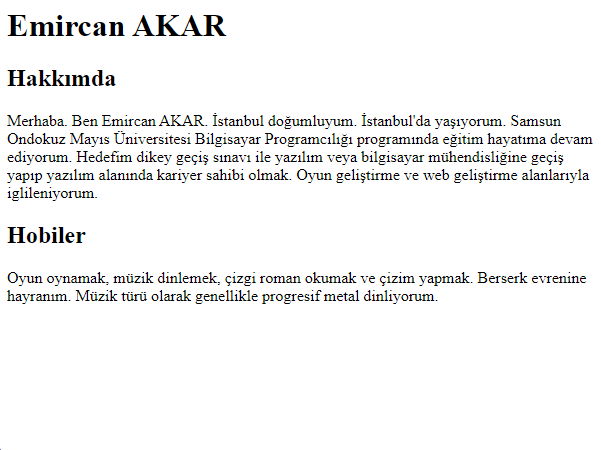 Emircan AKAR
Hakkımda
Merhaba. Ben Emircan AKAR. İstanbul doğumluyum. İstanbul'da yaşıyorum. Samsun
Ondokuz Mayıs Üniversitesi Bilgisayar Programcılığı programında eğitim hayatıma devam
ediyorum. Hedefim dikey geçiş sınavı ile yazılım veya bilgisayar mühendisliğine geçiş
yapıp yazılım alanında kariyer sahibi olmak. Oyun geliştirme ve web geliştirme alanlarıyla
iglileniyorum.
Hobiler
Oyun oynamak, müzik dinlemek, çizgi roman okumak ve çizim yapmak. Berserk evrenine
hayranım. Müzik türü olarak genellikle progresif metal dinliyorum.